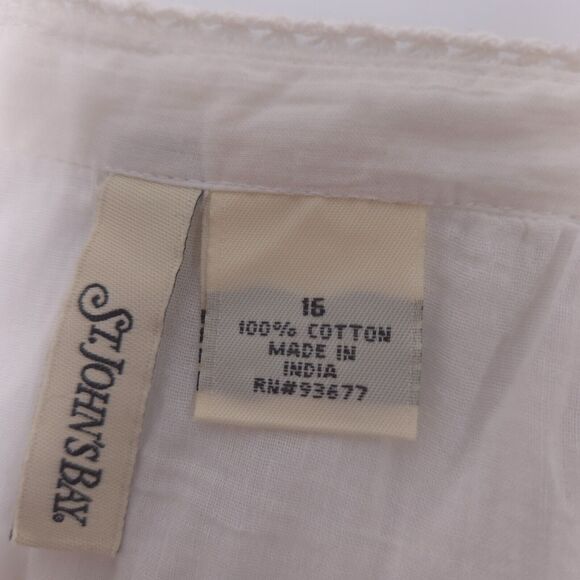 ST. JOHN'S BAY®
16
100% COTTON
MADE IN
INDIA
RN#93677